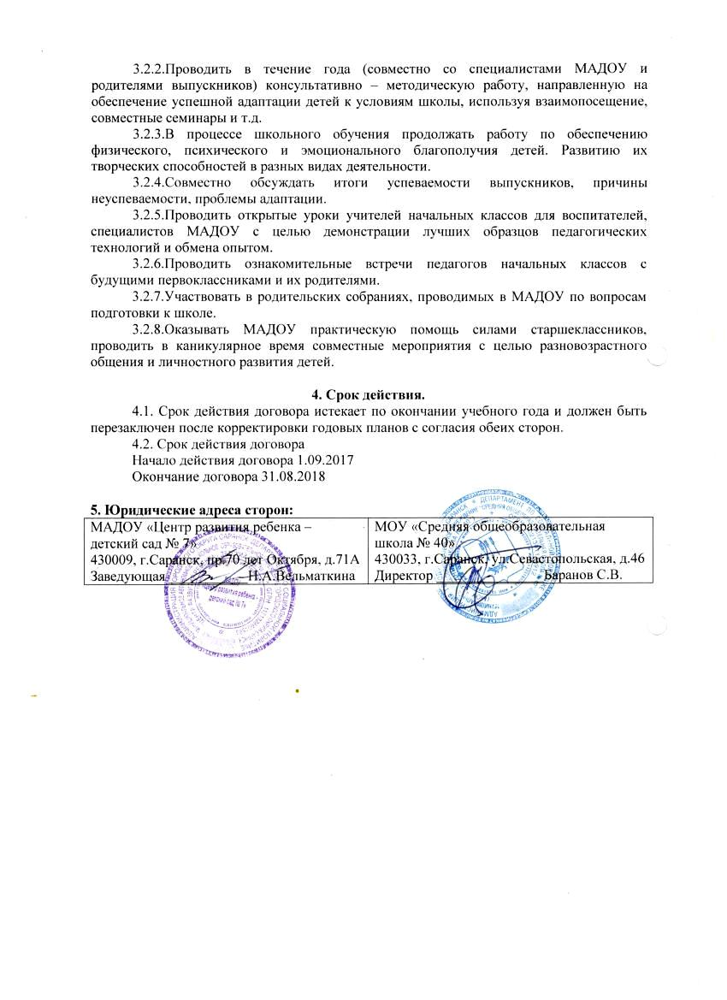 3.2.2.Проводить в течение года (совместно со специалистами МАДОУ и
родителями выпускников) консультативно – методическую работу, направленную на
обеспечение успешной адаптации детей к условиям школы, используя взаимопосещение,
совместные семинары и т.д.
3.2.3.В процессе школьного обучения продолжать работу по обеспечению
физического, психического и эмоционального благополучия детей. Развитию их
творческих способностей в разных видах деятельности.
3.2.4.Совместно обсуждать итоги успеваемости выпускников, причины
неуспеваемости, проблемы адаптации.
3.2.5.Проводить открытые уроки учителей начальных классов для воспитателей,
специалистов МАДОУ с целью демонстрации лучших образцов педагогических
технологий и обмена опытом.
3.2.6.Проводить ознакомительные встречи педагогов начальных классов с
будущими первоклассниками и их родителями.
3.2.7.Участвовать в родительских собраниях, проводимых в МАДОУ по вопросам
подготовки к школе.
3.2.8.Оказывать МАДОУ практическую помощь силами старшеклассников,
проводить в каникулярное время совместные мероприятия с целью разновозрастного
общения и личностного развития детей.
4. Срок действия.
4.1. Срок действия договора истекает по окончании учебного года и должен быть
перезаключен после корректировки годовых планов с согласия обеих сторон.
4.2. Срок действия договора
Начало действия договора 1.09.2017
Окончание договора 31.08.2018
5. Юридические адреса сторон:
МАДОУ «Центр развития ребенка –
детский сад № 7»
430009, г.Саранск, пр.70 лет Октября, д.71А
Заведующая Н.А.Вельматкина
МОУ «Средняя общеобразовательная
школа № 40»
430033, г.Саранск, ул.Севастопольская, д.46
Директор Баранов С.В.